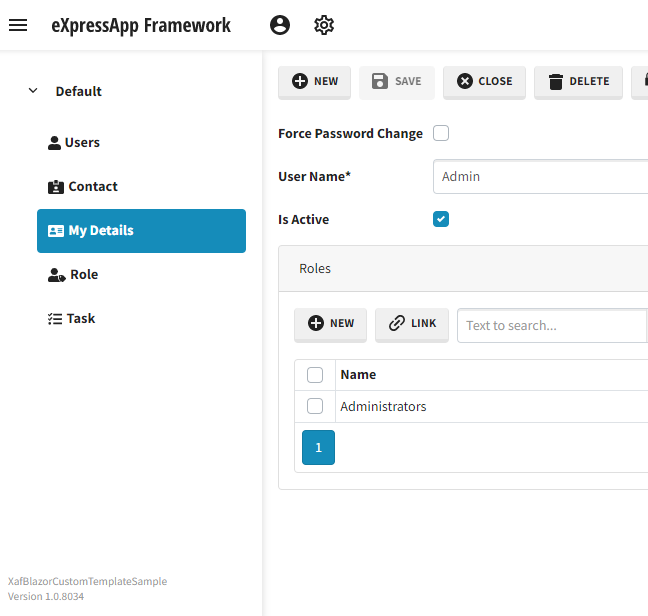 eXpressApp Framework
Default
Users
Contact
My Details
Role
Task
XafBlazorCustomTemplateSample
Version 1.0.8034
NEW SAVE CLOSE DELETE
Force Password Change
User Name* Admin
Is Active
Roles
NEW LINK Text to search...
Name
Administrators
1